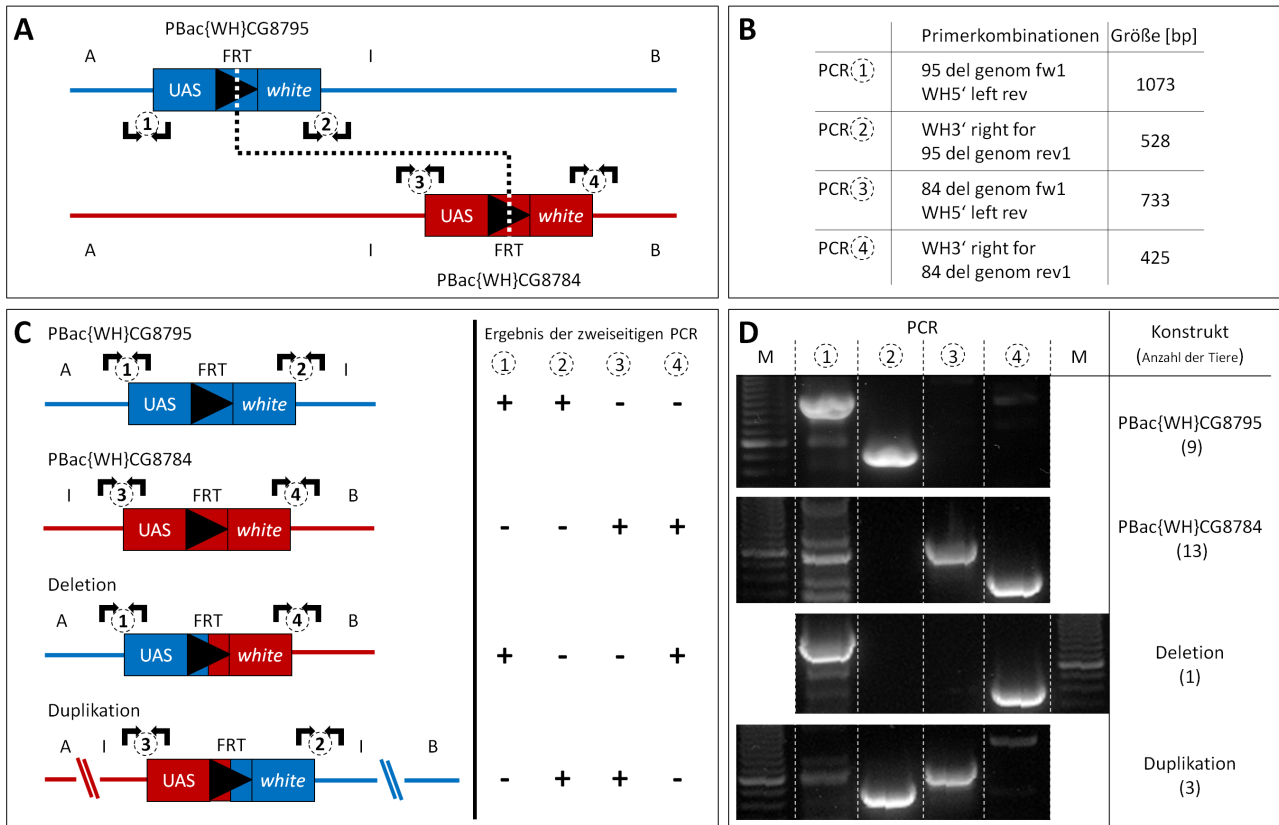 A
PBac{WH}CG8795
A FRT I B
UAS white
1 2
3 4
UAS white
A I FRT B
PBac{WH}CG8784
B
Primerkombinationen Größe [bp]
PCR 1 95 del genom fw1
WH5‘ left rev
1073
PCR 2 WH3‘ right for
95 del genom rev1
528
PCR 3 84 del genom fw1
WH5‘ left rev
733
PCR 4 WH3‘ right for
84 del genom rev1
425
C
Ergebnis der zweiseitigen PCR
1 2 3 4
PBac{WH}CG8795
A 1 FRT 2 I
UAS white
+ + - -
PBac{WH}CG8784
I 3 FRT 4 B
UAS white
- - + +
Deletion
A 1 FRT 4 B
UAS white
+ - - +
Duplikation
A I 3 FRT 2 I B
UAS white
- + + -
D
PCR
M 1 2 3 4 M
Konstrukt
(Anzahl der Tiere)
PBac{WH}CG8795
(9)
PBac{WH}CG8784
(13)
Deletion
(1)
Duplikation
(3)